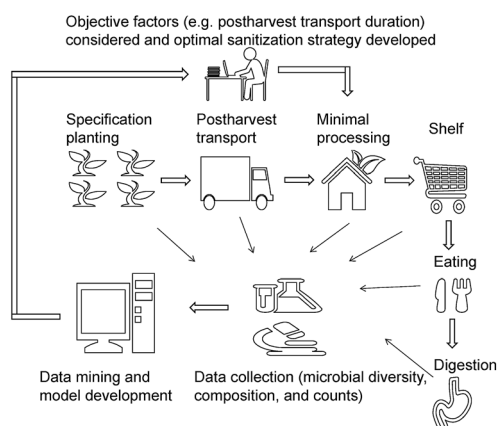 Objective factors (e.g. postharvest transport duration)
considered and optimal sanitization strategy developed
Specification
planting
Postharvest
transport
Minimal
processing
Shelf
Eating
Digestion
Data collection (microbial diversity,
composition, and counts)
Data mining and
model development